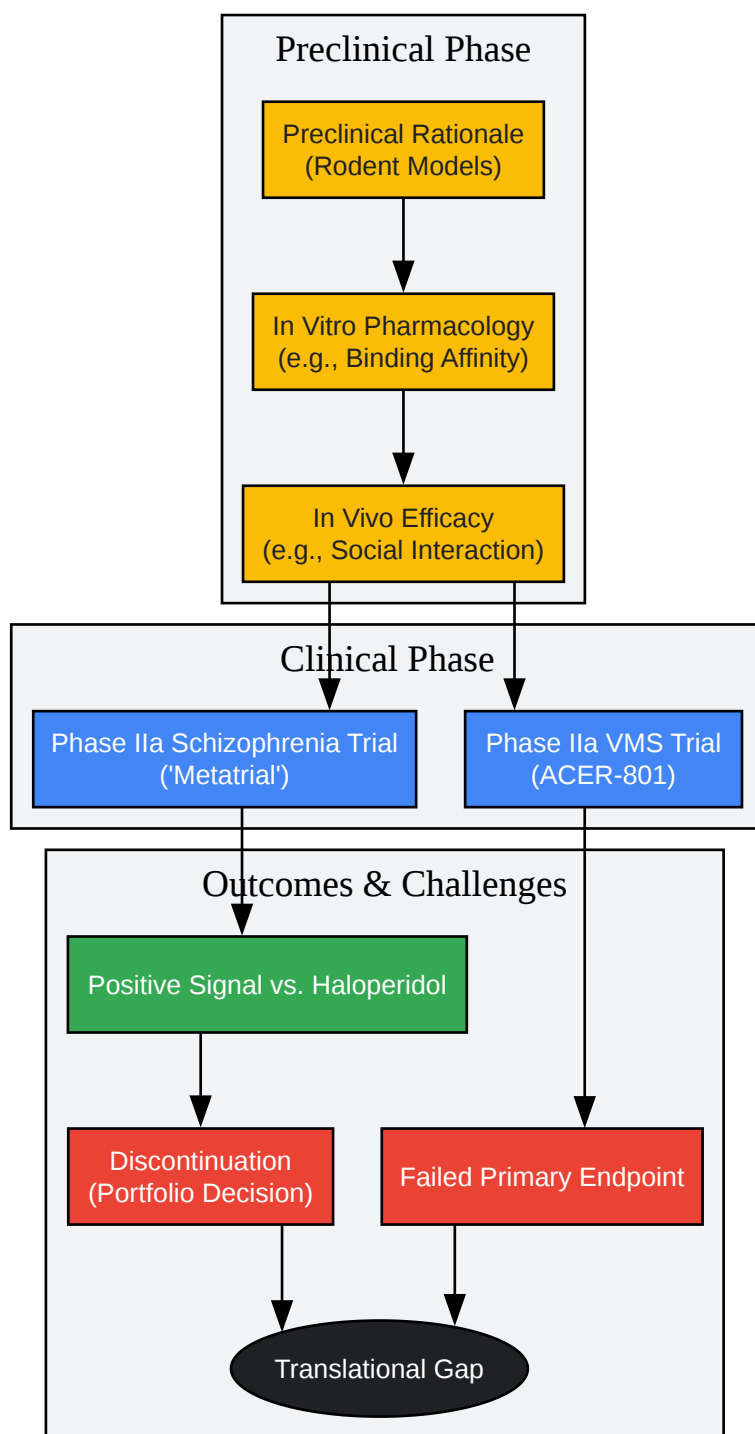 Preclinical Phase
Preclinical Rationale
(Rodent Models)
In Vitro Pharmacology
(e.g., Binding Affinity)
In Vivo Efficacy
(e.g., Social Interaction)
Clinical Phase
Phase IIa Schizophrenia Trial
('Metatrial')
Phase IIa VMS Trial
(ACER-801)
Outcomes & Challenges
Positive Signal vs. Haloperidol
Discontinuation
(Portfolio Decision)
Failed Primary Endpoint
Translational Gap